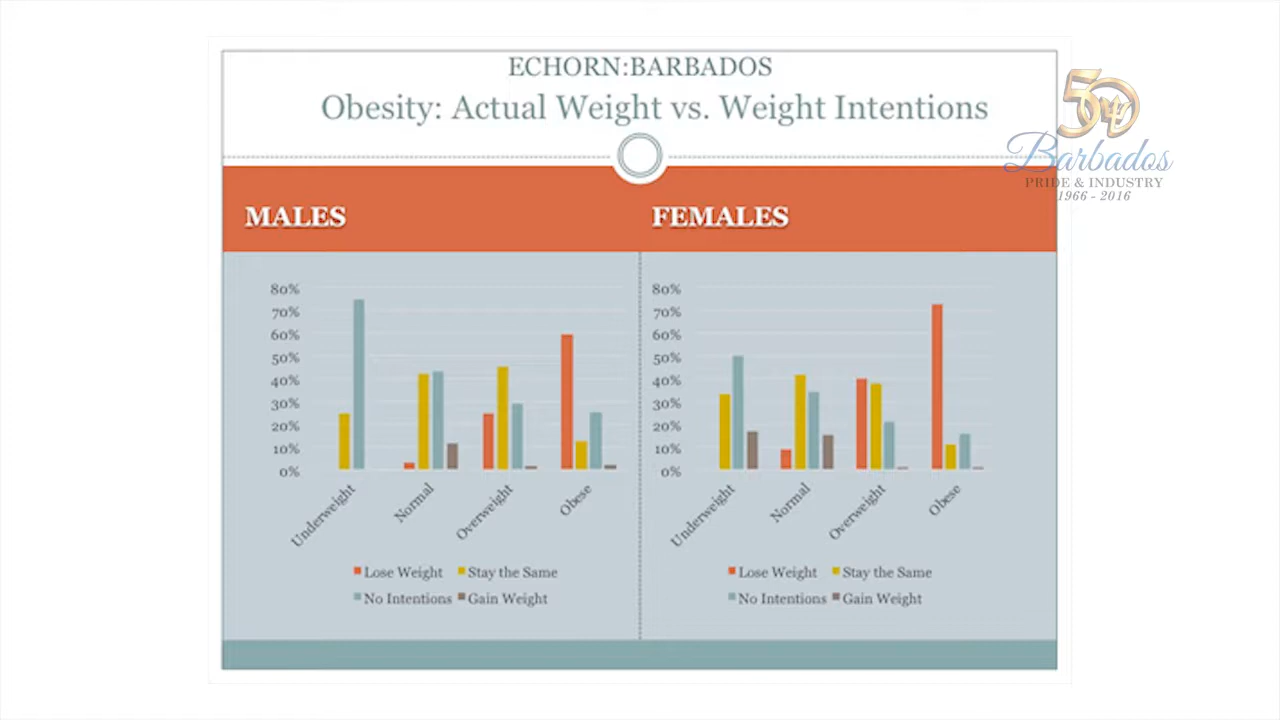 ECHORN:BARBADOS
Obesity: Actual Weight vs. Weight Intentions
50
Barbados
PRIDE & INDUSTRY
1966 - 2016
MALES
FEMALES
80%
70%
60%
50%
40%
30%
20%
10%
0%
Underweight
Normal
Overweight
Obese
Lose Weight
Stay the Same
No Intentions
Gain Weight
80%
70%
60%
50%
40%
30%
20%
10%
0%
Underweight
Normal
Overweight
Obese
Lose Weight
Stay the Same
No Intentions
Gain Weight